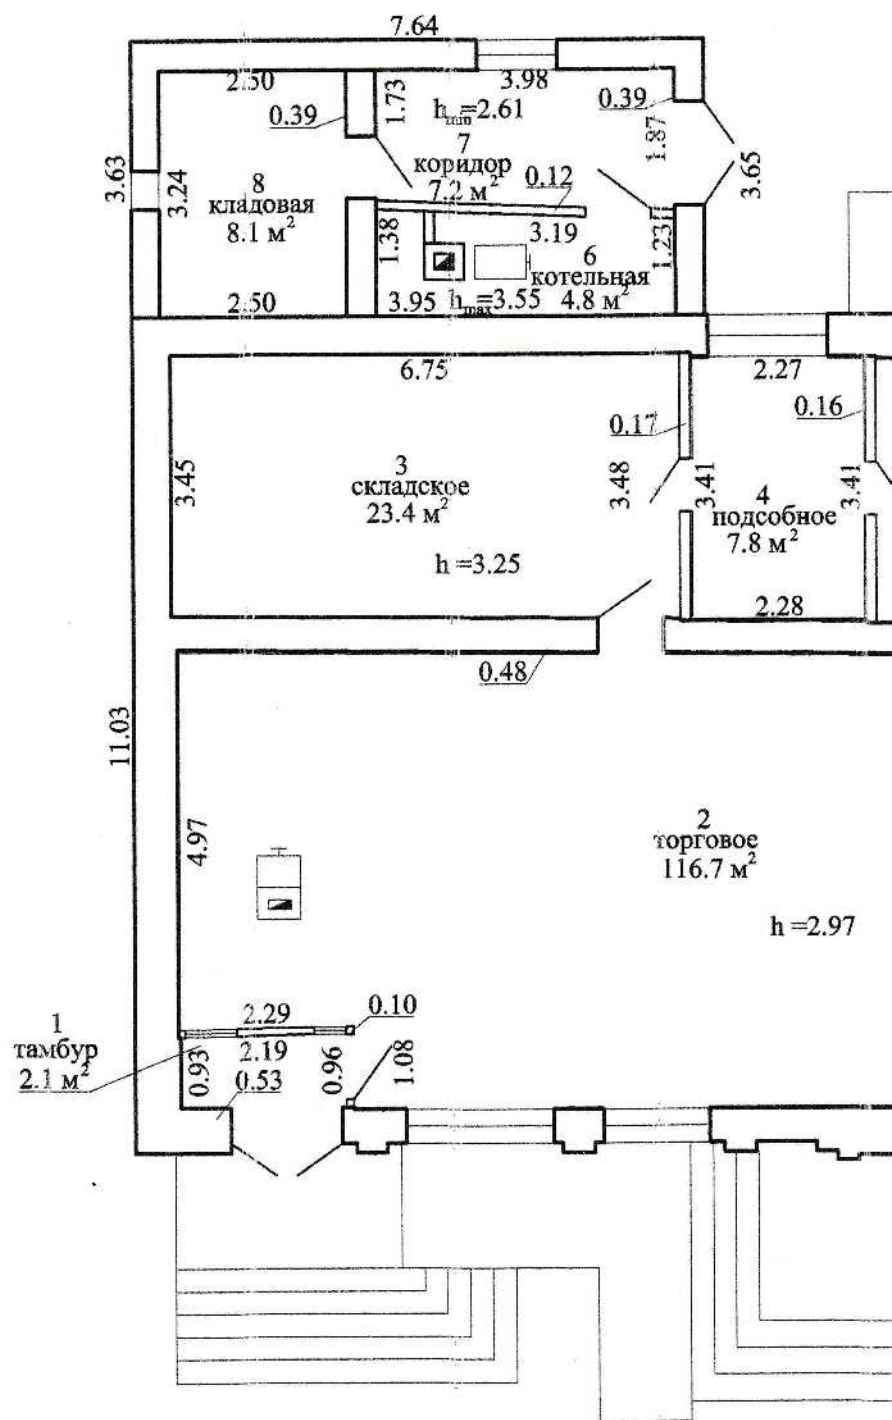 7.64
2.50
3.98
0.39
1.73
h min=2.61
0.39
1.87
3.63
3.24
7
коридор
7.2 м²
8
кладовая
8.1 м²
0.12
3.65
1.38
3.19
1.23
6
котельная
4.8 м²
2.50
3.95
h max=3.55
6.75
2.27
0.17
0.16
3.45
3
складское
23.4 м²
3.48
3.41
4
подсобное
7.8 м²
3.41
h =3.25
2.28
0.48
11.03
4.97
2
торговое
116.7 м²
h =2.97
2.29
0.10
1
тамбур
2.1 м²
0.93
2.19
0.96
1.08
0.53